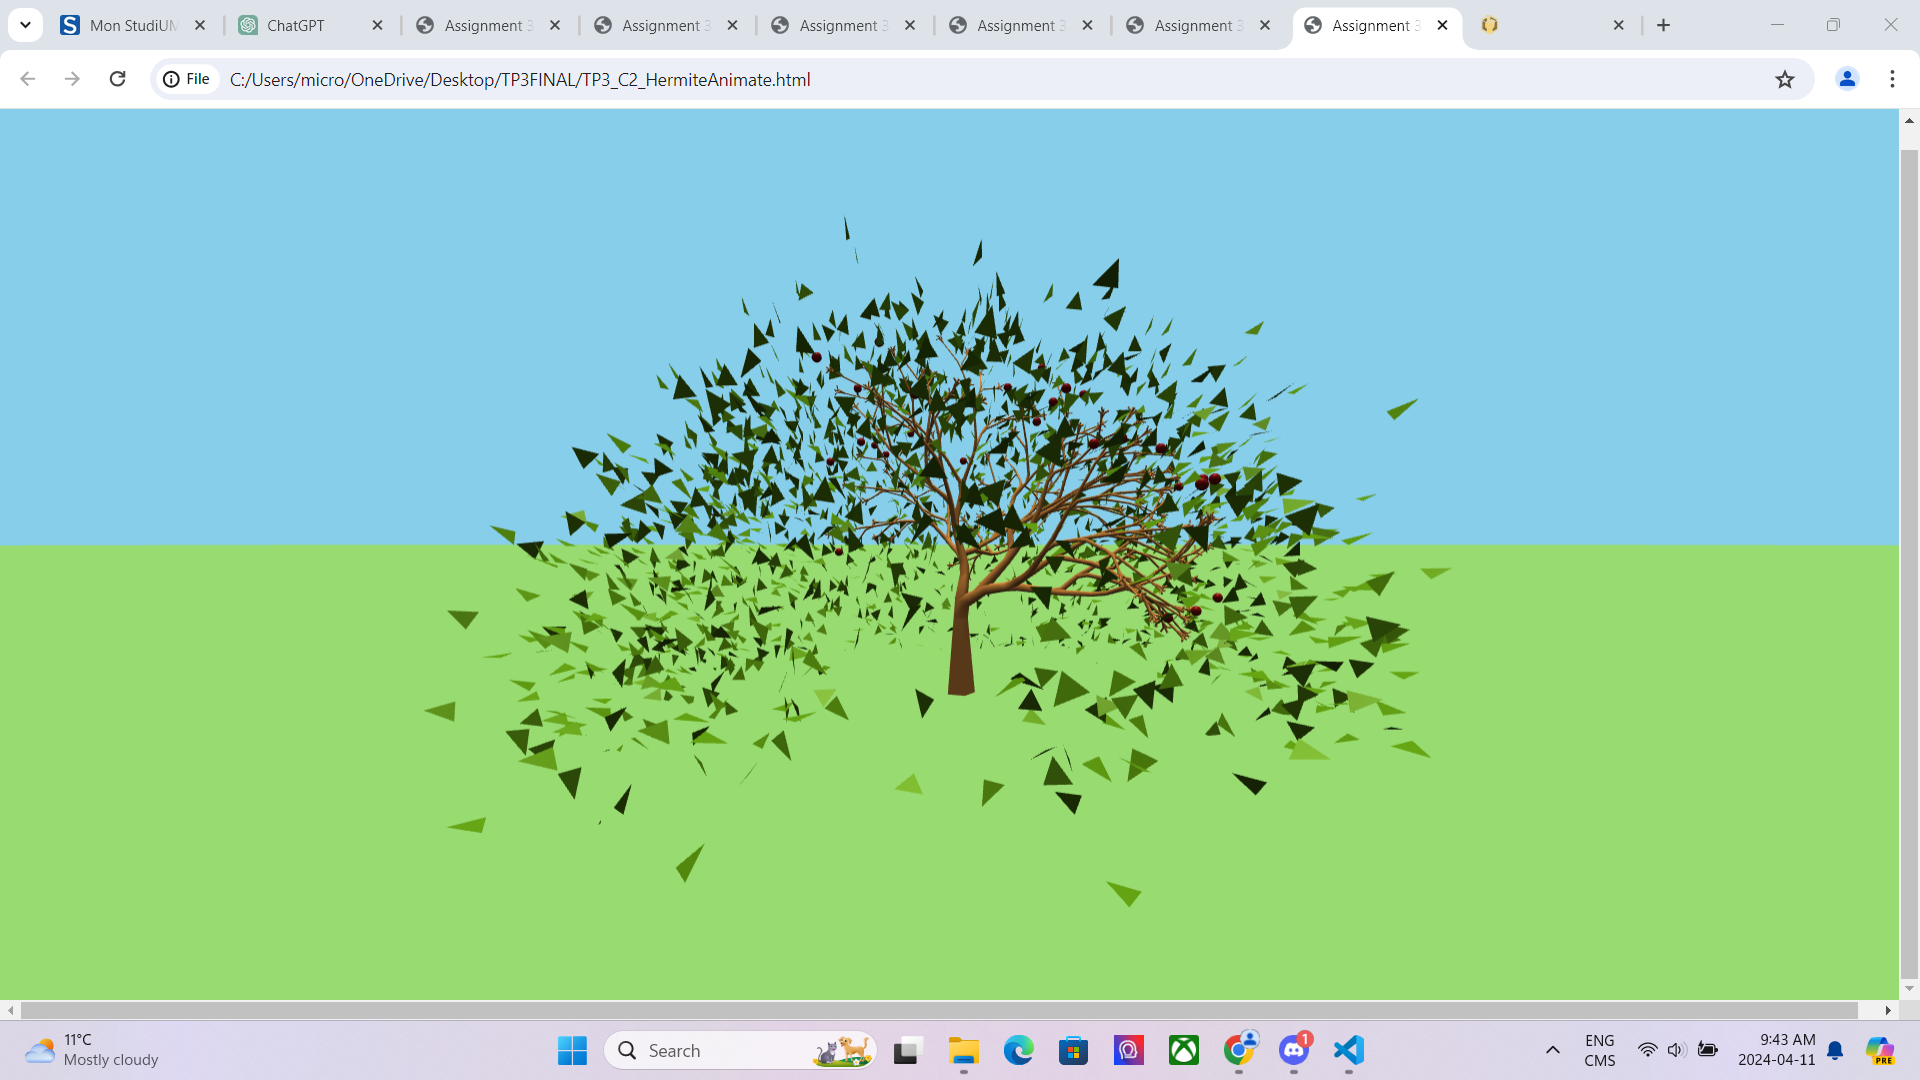 Mon StudiUM
ChatGPT
Assignment 3
Assignment 3
Assignment 3
Assignment 3
Assignment 3
Assignment 3
File
C:/Users/micro/OneDrive/Desktop/TP3FINAL/TP3_C2_HermiteAnimate.html
11°C
Mostly cloudy
Search
1
ENG
CMS
9:43 AM
2024-04-11
PRE